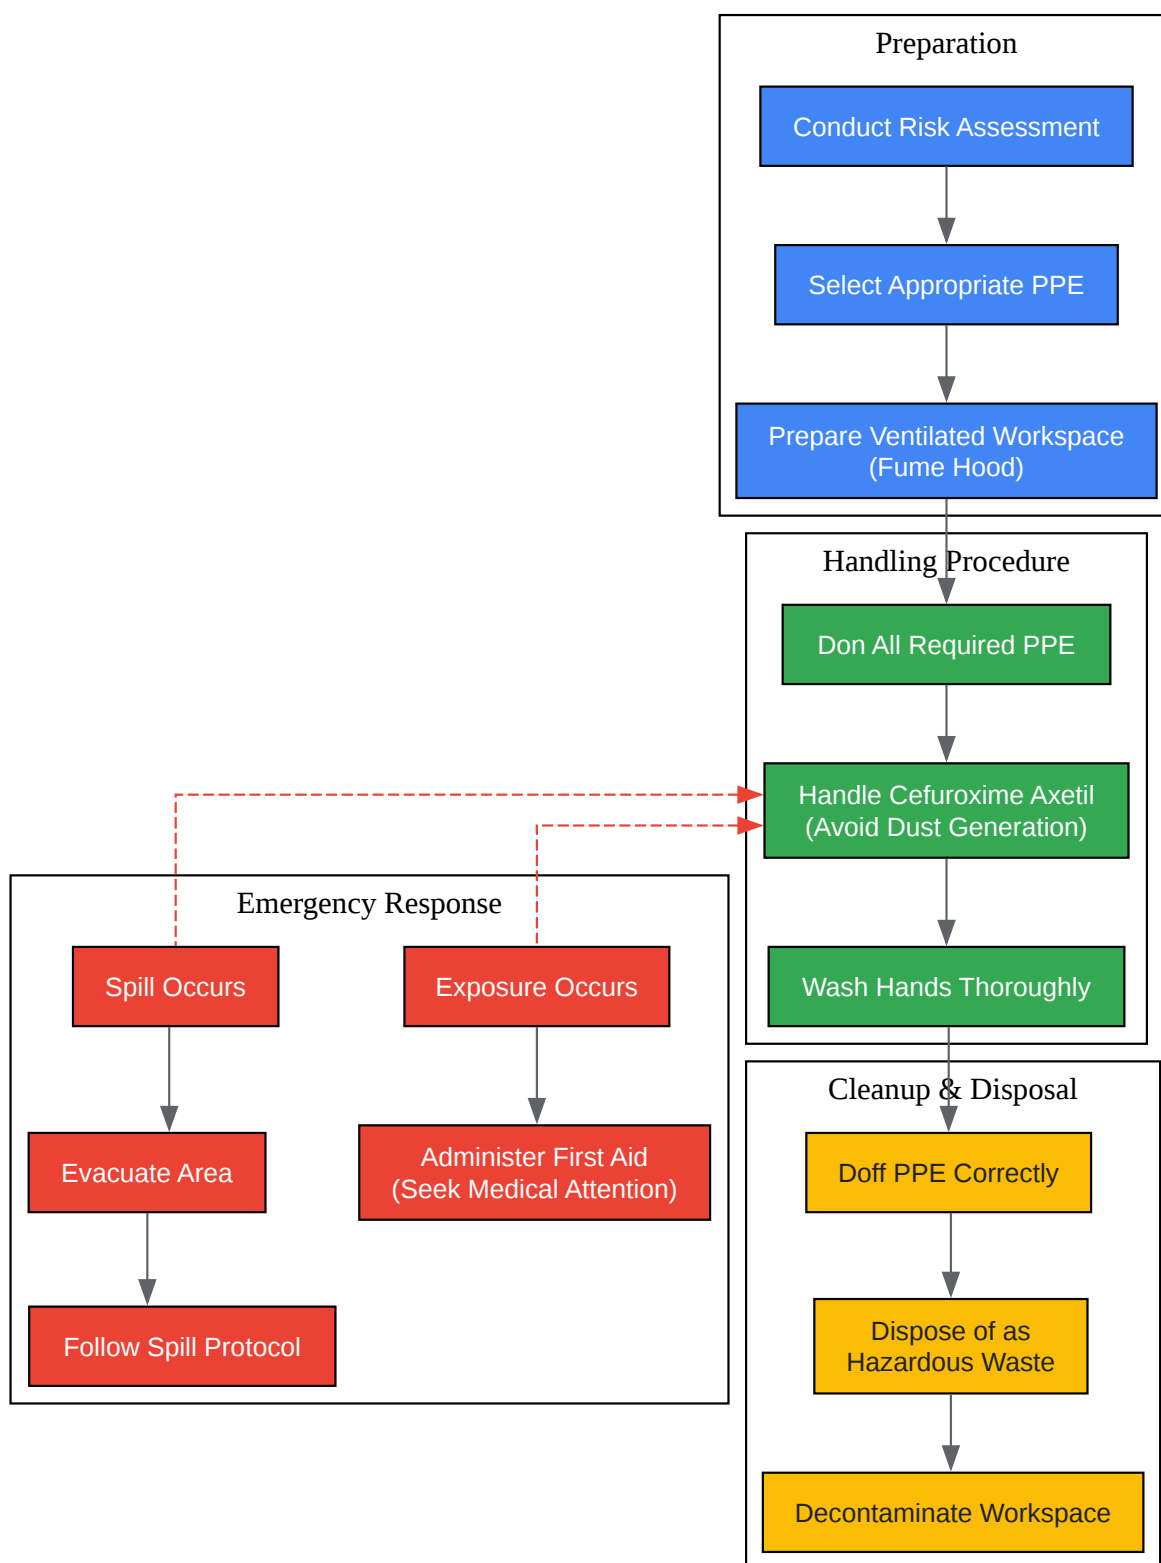 Preparation
Conduct Risk Assessment
Select Appropriate PPE
Prepare Ventilated Workspace
(Fume Hood)
Handling Procedure
Don All Required PPE
Handle Cefuroxime Axetil
(Avoid Dust Generation)
Wash Hands Thoroughly
Emergency Response
Spill Occurs
Exposure Occurs
Evacuate Area
Administer First Aid
(Seek Medical Attention)
Follow Spill Protocol
Cleanup & Disposal
Doff PPE Correctly
Dispose of as
Hazardous Waste
Decontaminate Workspace